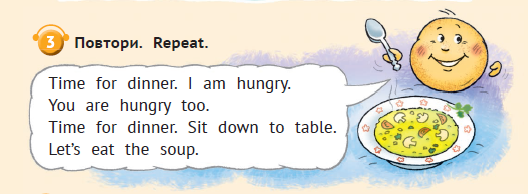 3 Повтори. Repeat.
Time for dinner. I am hungry.
You are hungry too.
Time for dinner. Sit down to table.
Let's eat the soup.